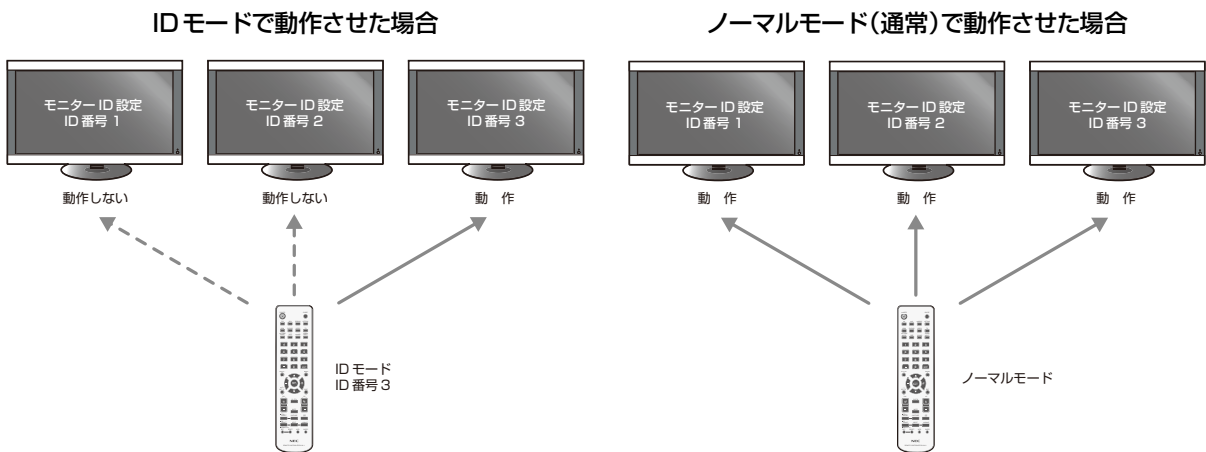 IDモードで動作させた場合
モニターID設定
ID番号 1
モニターID設定
ID番号 2
モニターID設定
ID番号 3
動作しない
動作しない
動 作
IDモード
ID番号3
NEC
ノーマルモード(通常)で動作させた場合
モニターID設定
ID番号 1
モニターID設定
ID番号 2
モニターID設定
ID番号 3
動 作
動 作
動 作
ノーマルモード
NEC